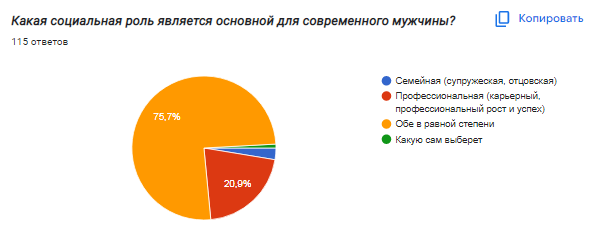 Какая социальная роль является основной для современного мужчины?
Копировать
115 ответов
Семейная (супружеская, отцовская)
Профессиональная (карьерный,
профессиональный рост и успех)
Обе в равной степени
Какую сам выберет
75,7%
20,9%